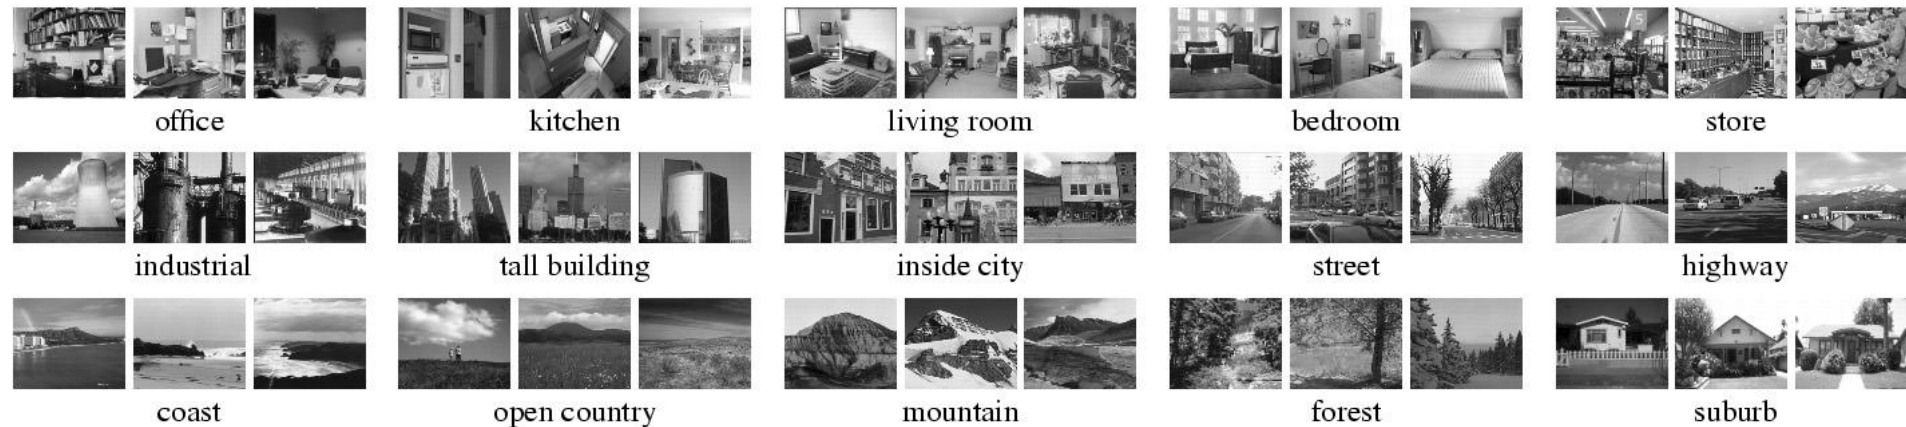 5
office kitchen living room bedroom store
industrial tall building inside city street highway
coast open country mountain forest suburb